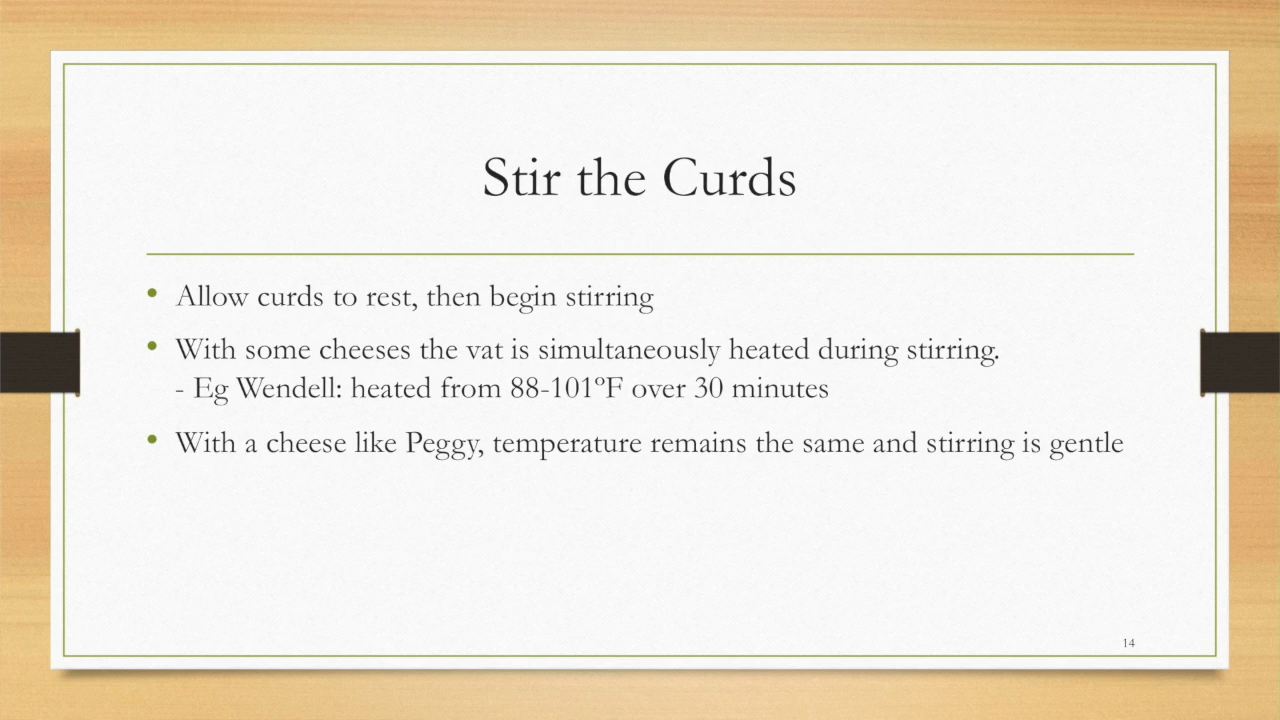 Stir the Curds
• Allow curds to rest, then begin stirring
• With some cheeses the vat is simultaneously heated during stirring.
- Eg Wendell: heated from 88-101°F over 30 minutes
• With a cheese like Peggy, temperature remains the same and stirring is gentle
14